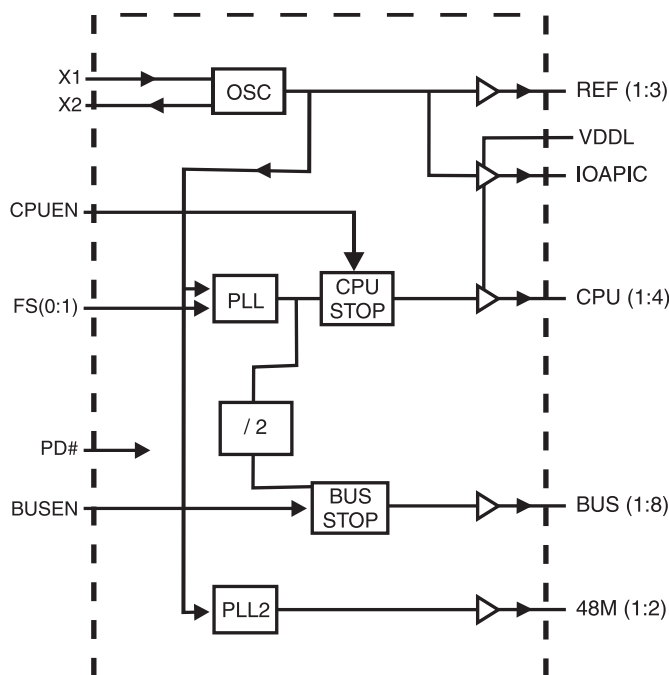 X1
OSC
REF (1:3)
X2
VDDL
IOAPIC
CPUEN
CPU
STOP
PLL
CPU (1:4)
FS(0:1)
/ 2
PD#
BUS
STOP
BUS (1:8)
BUSEN
PLL2
48M (1:2)